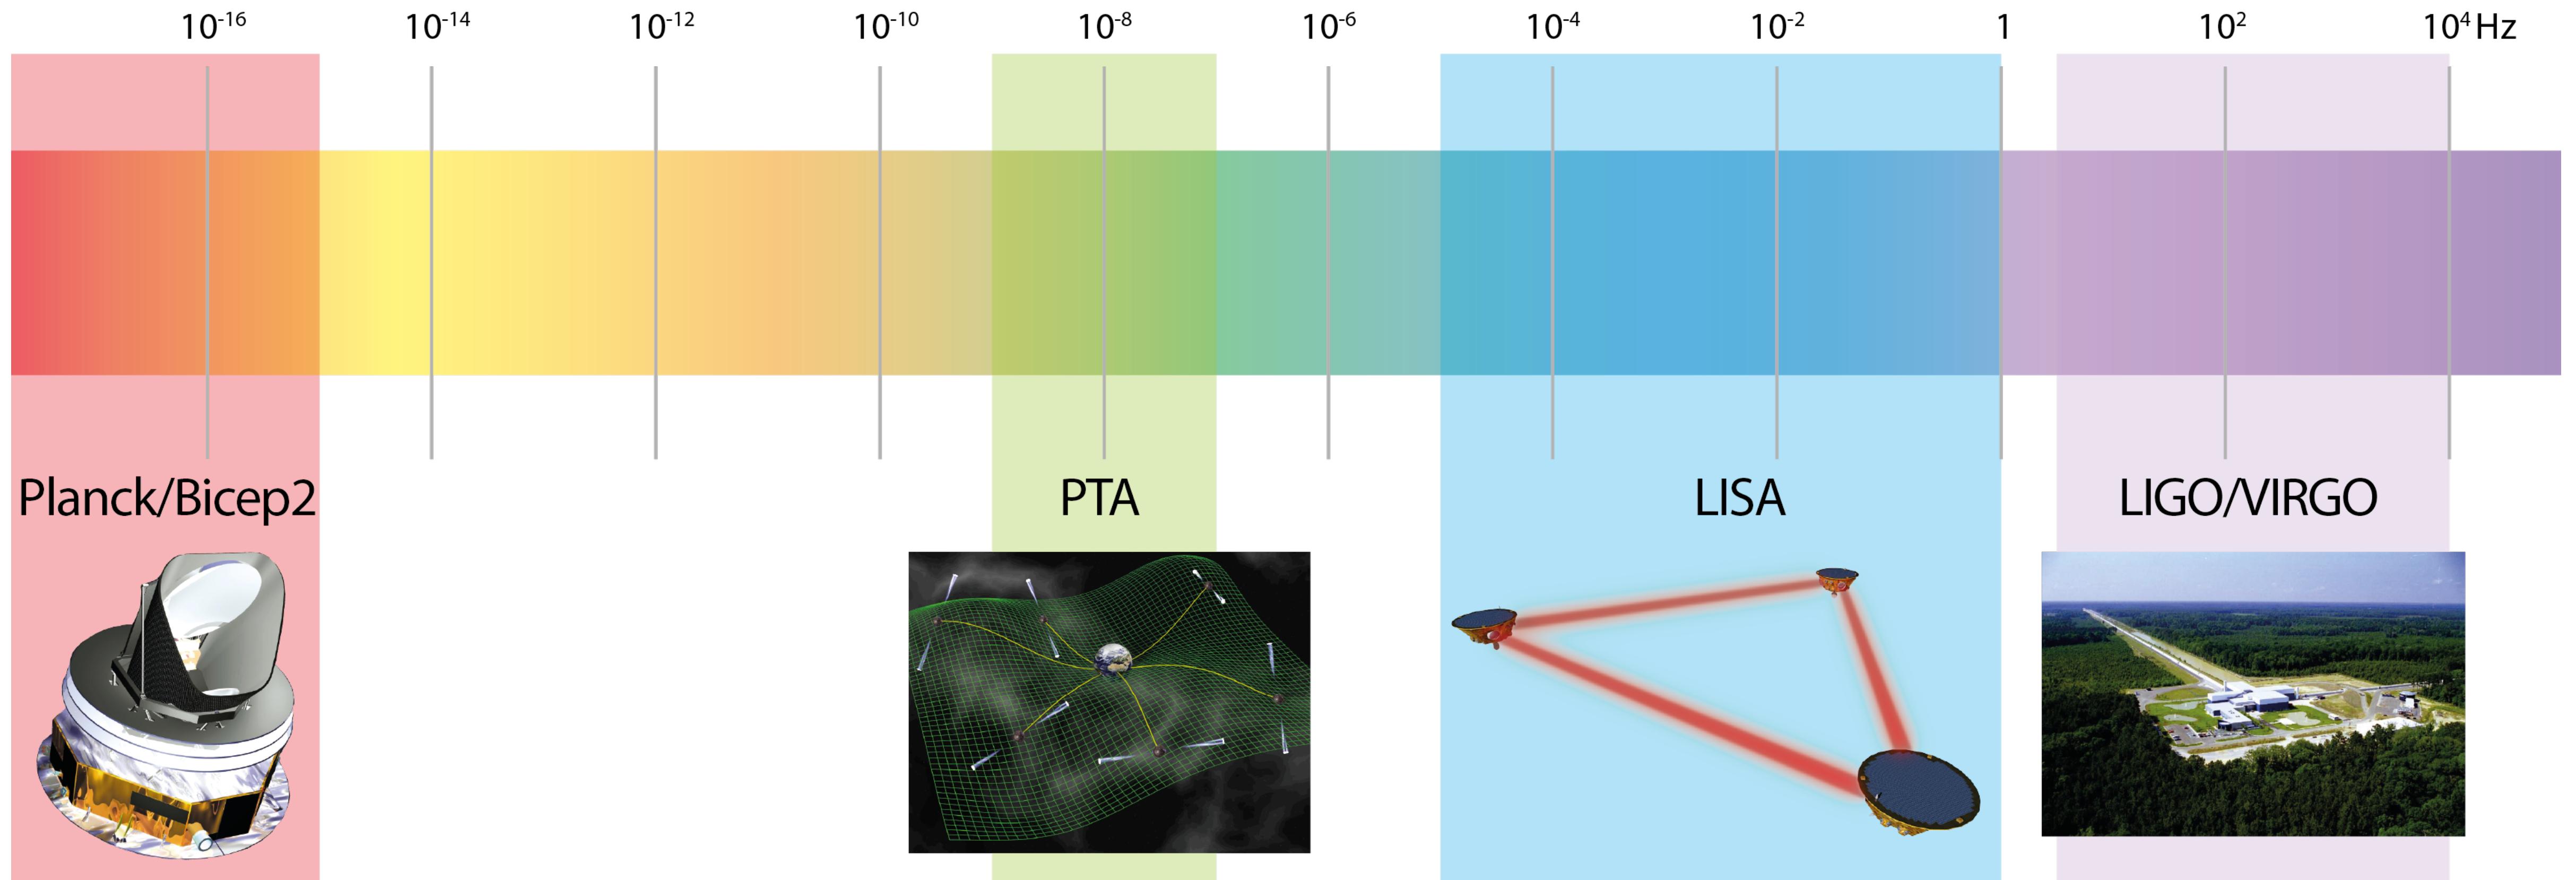 10⁻¹⁶ 10⁻¹⁴ 10⁻¹² 10⁻¹⁰ 10⁻⁸ 10⁻⁶ 10⁻⁴ 10⁻² 1 10² 10⁴ Hz
Planck/Bicep2 PTA LISA LIGO/VIRGO